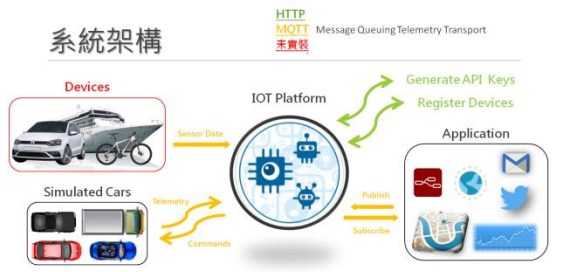 HTTP
MQTT Message Queuing Telemetry Transport
未實裝
系統架構
Devices
IOT Platform
Generate API Keys
Register Devices
Application
Sensor Data
Simulated Cars
Telemetry
Commands
Publish
Subscribe